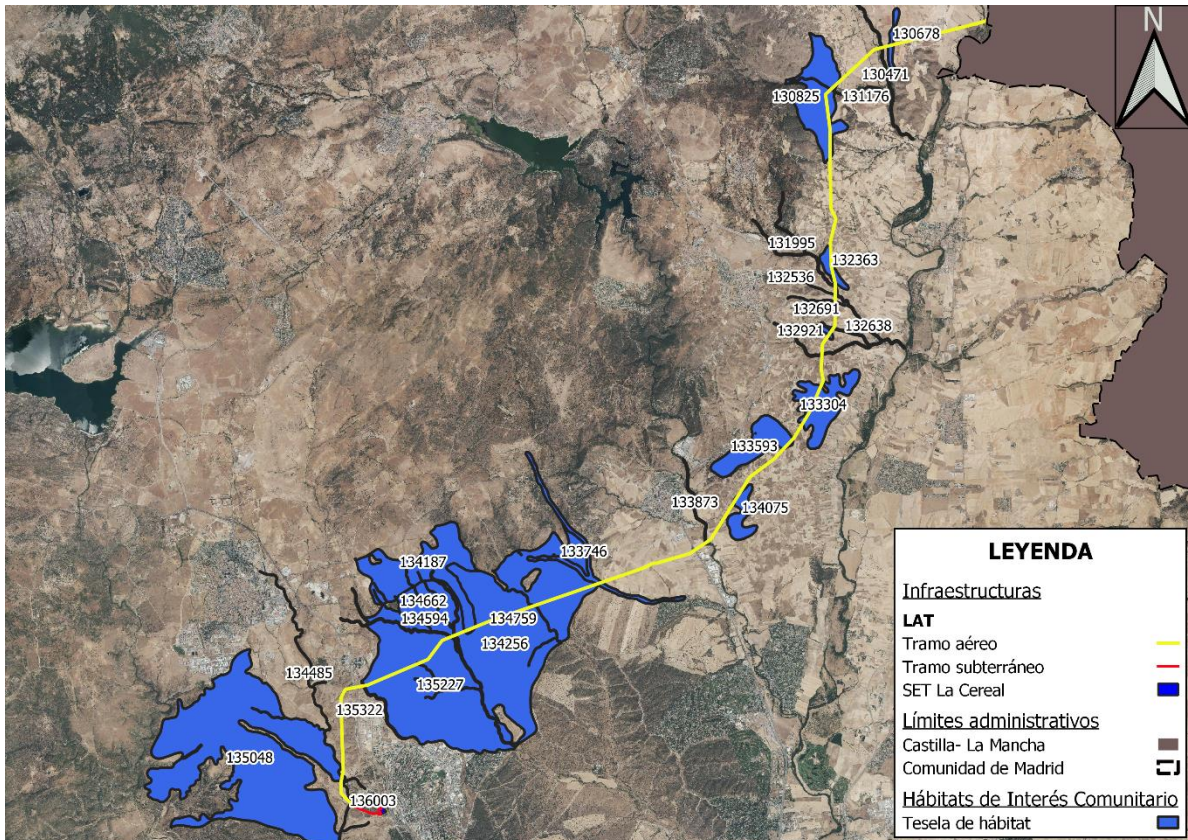 N
130678
130471
130825
131176
131995
132363
132536
132691
132638
132921
133304
133593
133873
134075
133746
134187
134662
134594
134759
134256
134485
135227
135322
135048
136003
LEYENDA
Infraestructuras
LAT
Tramo aéreo
Tramo subterráneo
SET La Cereal
Límites administrativos
Castilla- La Mancha
Comunidad de Madrid
Hábitats de Interés Comunitario
Tesela de hábitat